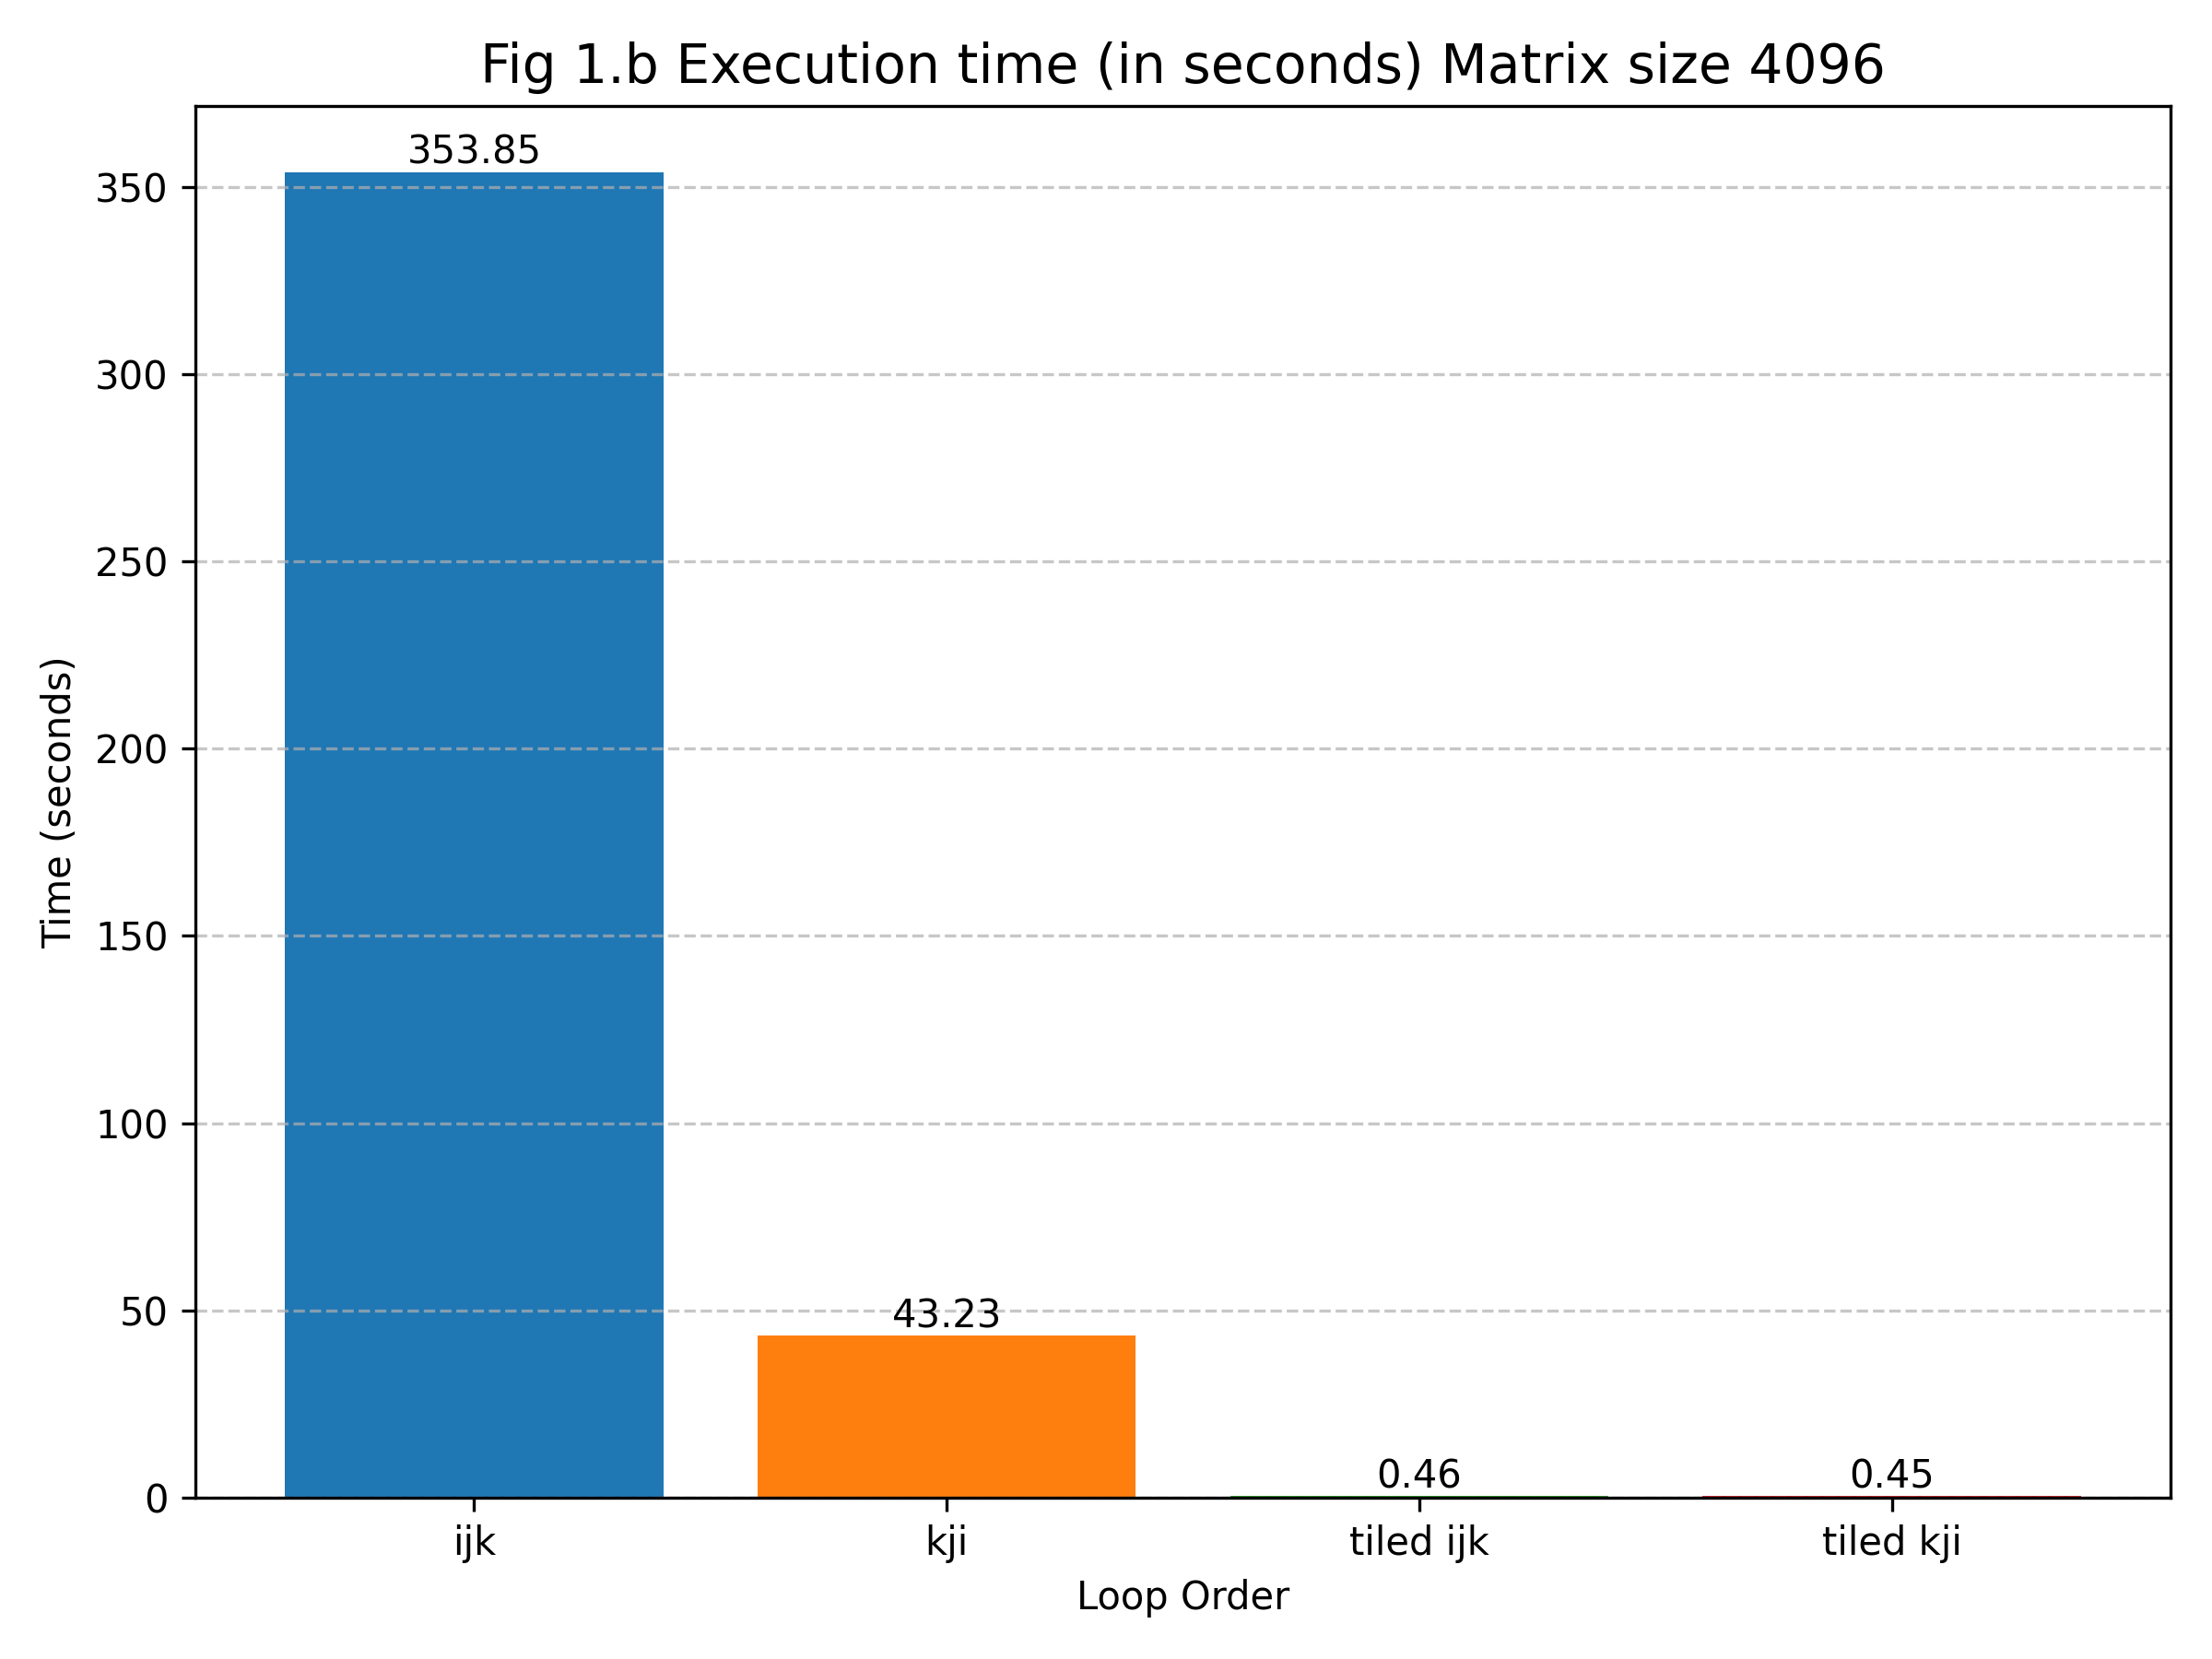 Fig 1.b Execution time (in seconds) Matrix size 4096
353.85
350
300
250
200
150
100
50
0
Time (seconds)
43.23
0.46
0.45
ijk
kji
tiled ijk
tiled kji
Loop Order